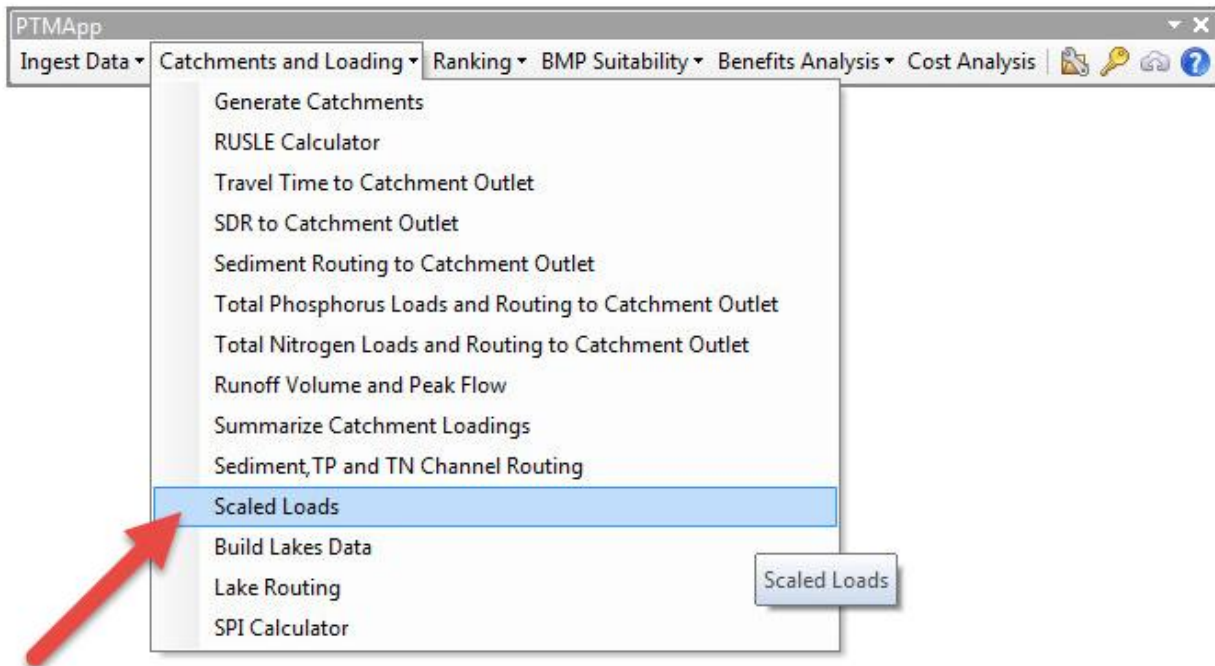 PTMApp
Ingest Data Catchments and Loading Ranking BMP Suitability Benefits Analysis Cost Analysis
Generate Catchments
RUSLE Calculator
Travel Time to Catchment Outlet
SDR to Catchment Outlet
Sediment Routing to Catchment Outlet
Total Phosphorus Loads and Routing to Catchment Outlet
Total Nitrogen Loads and Routing to Catchment Outlet
Runoff Volume and Peak Flow
Summarize Catchment Loadings
Sediment,TP and TN Channel Routing
Scaled Loads
Build Lakes Data
Scaled Loads
Lake Routing
SPI Calculator